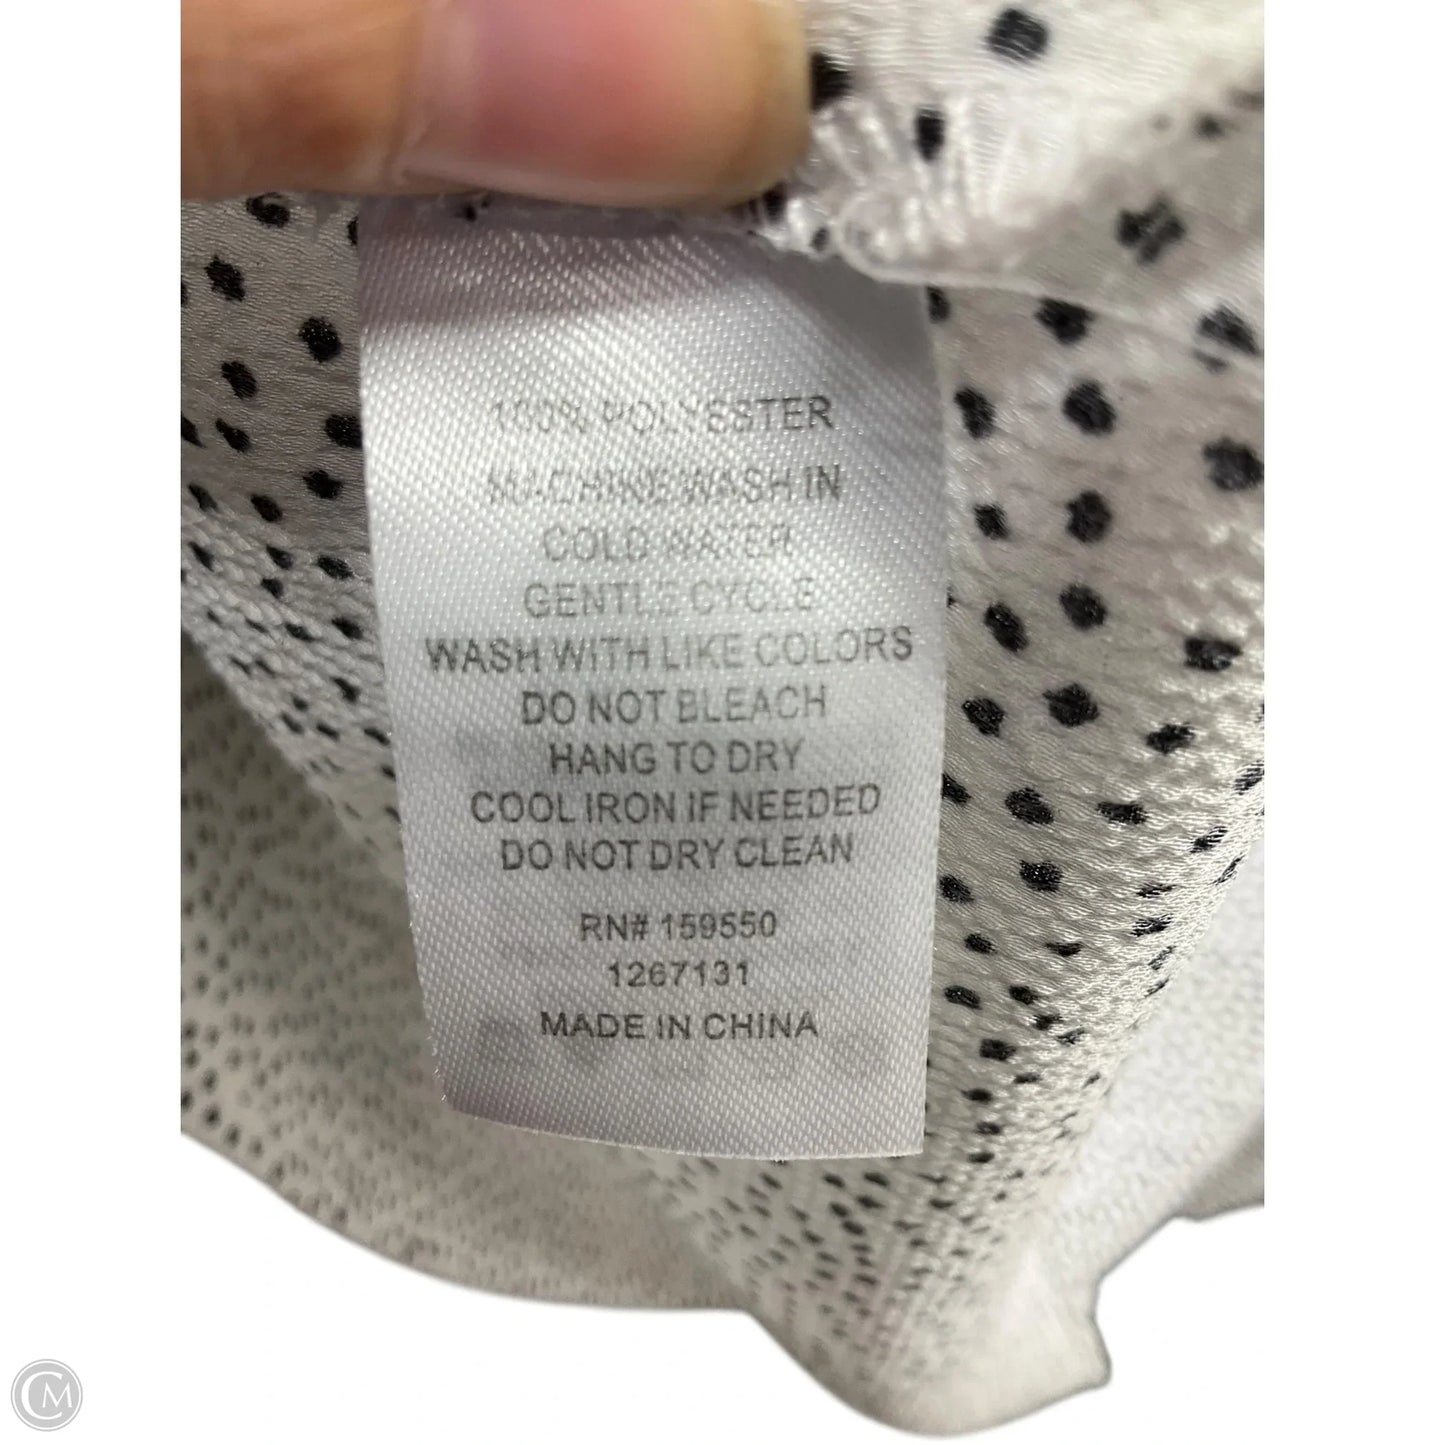 100% POLYESTER
MACHINE WASH IN
COLD WATER
GENTLE CYCLE
WASH WITH LIKE COLORS
DO NOT BLEACH
HANG TO DRY
COOL IRON IF NEEDED
DO NOT DRY CLEAN
RN# 159550
1267131
MADE IN CHINA
CM